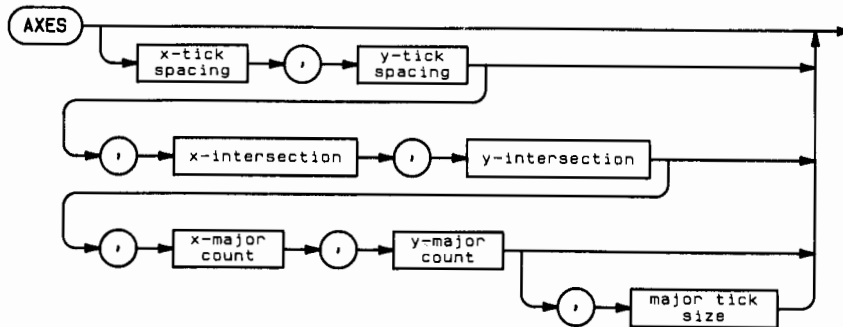 AXES
x-tick spacing , y-tick spacing
, x-intersection , y-intersection
, x-major count , y-major count
, major tick size